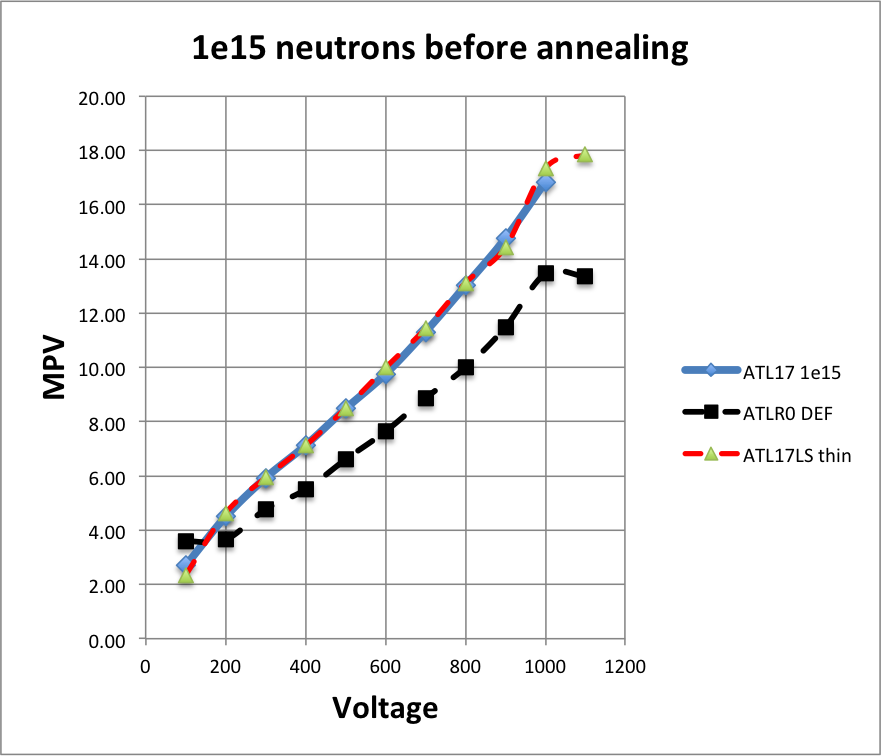 1e15 neutrons before annealing
20.00
18.00
16.00
14.00
12.00
10.00
8.00
6.00
4.00
2.00
0.00
MPV
0 200 400 600 800 1000 1200
Voltage
ATL17 1e15
ATLR0 DEF
ATL17LS thin